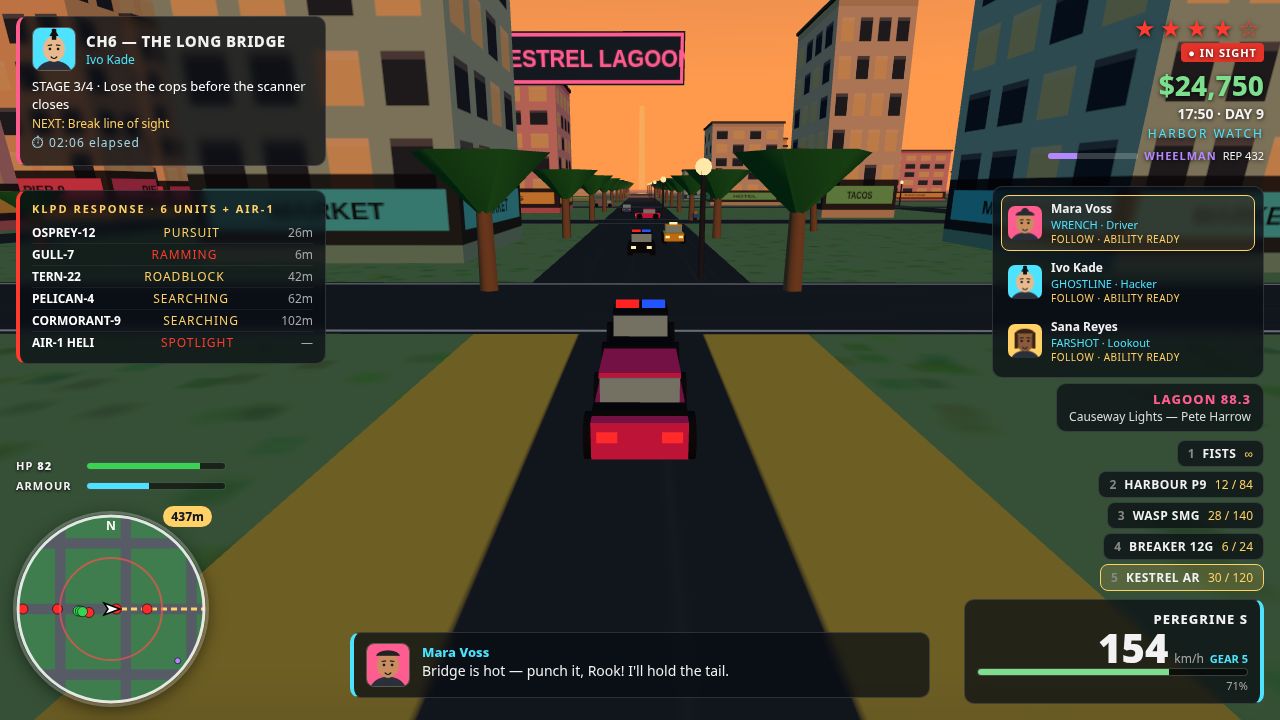 CH6 — THE LONG BRIDGE
Ivo Kade
STAGE 3/4 · Lose the cops before the scanner
closes
NEXT: Break line of sight
⏱ 02:06 elapsed
KLPD RESPONSE · 6 UNITS + AIR-1
OSPREY-12 PURSUIT 26m
GULL-7 RAMMING 6m
TERN-22 ROADBLOCK 42m
PELICAN-4 SEARCHING 62m
CORMORANT-9 SEARCHING 102m
AIR-1 HELI SPOTLIGHT —
ESTREL LAGOO
HOTEL
TACOS
★ ★ ★ ★ ☆
● IN SIGHT
$24,750
17:50 · DAY 9
HARBOR WATCH
WHEELMAN REP 432
Mara Voss
WRENCH · Driver
FOLLOW · ABILITY READY
Ivo Kade
GHOSTLINE · Hacker
FOLLOW · ABILITY READY
Sana Reyes
FARSHOT · Lookout
FOLLOW · ABILITY READY
LAGOON 88.3
Causeway Lights — Pete Harrow
1 FISTS ∞
2 HARBOUR P9 12 / 84
3 WASP SMG 28 / 140
4 BREAKER 12G 6 / 24
5 KESTREL AR 30 / 120
HP 82
ARMOUR
437m
N
Mara Voss
Bridge is hot — punch it, Rook! I'll hold the tail.
PEREGRINE S
154 km/h GEAR 5
71%